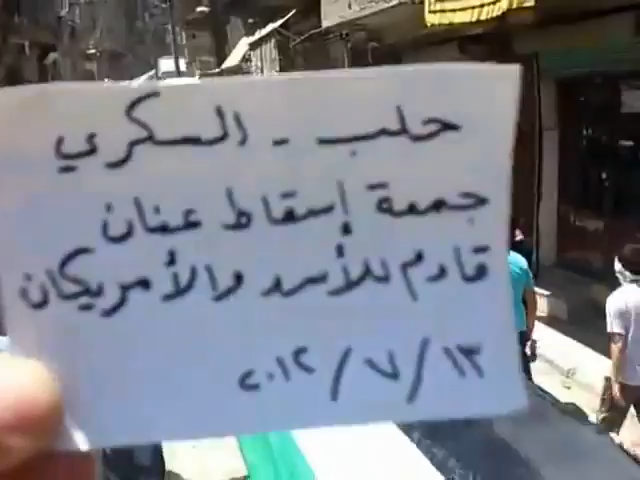 حلب - السكري
جمعة إسقاط عنان
قادم للأسد والأمريكان
١٣/٧/٢٠١٢